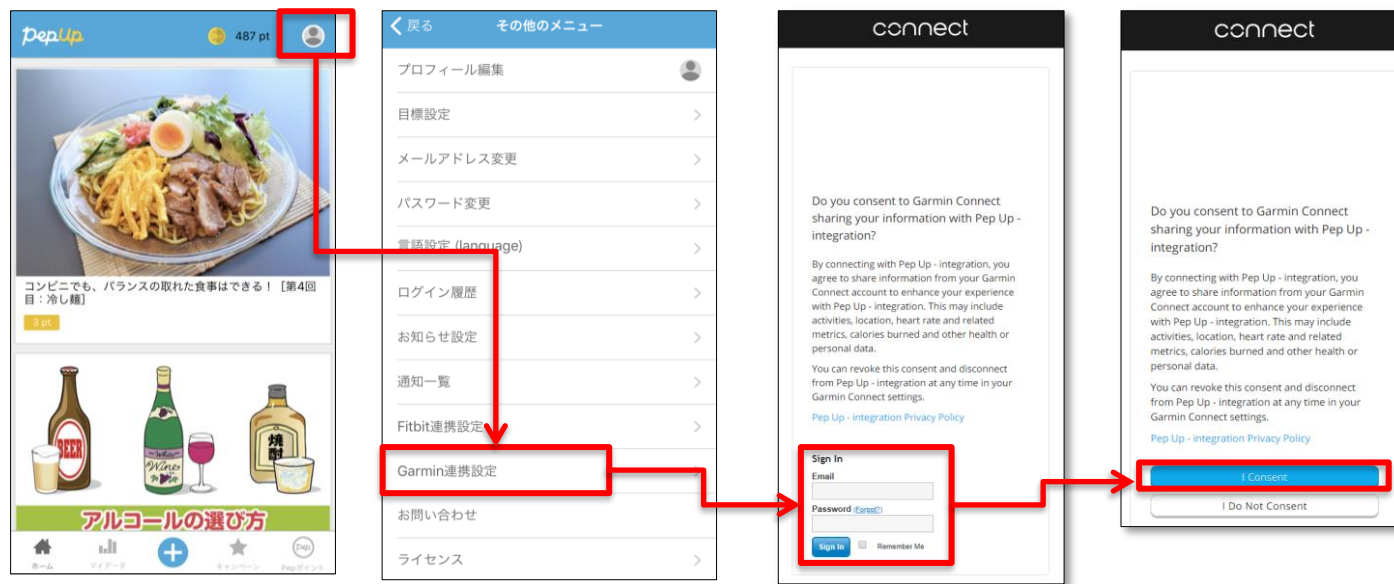 PepUp
487 pt
コンビニでも、バランスの取れた食事はできる！［第4回
目：冷し麺］
3 pt
BEER
White
Wine
焼酎
アルコールの選び方
ホーム
マイデータ
キャンペーン
Pep
Pepポイント
戻る
その他のメニュー
プロフィール編集
目標設定
メールアドレス変更
パスワード変更
言語設定 (language)
ログイン履歴
お知らせ設定
通知一覧
Fitbit連携設定
Garmin連携設定
お問い合わせ
ライセンス
connect
Do you consent to Garmin Connect
sharing your information with Pep Up -
integration?
By connecting with Pep Up - integration, you
agree to share information from your Garmin
Connect account to enhance your experience
with Pep Up - integration. This may include
activities, location, heart rate and related
metrics, calories burned and other health or
personal data.
You can revoke this consent and disconnect
from Pep Up - integration at any time in your
Garmin Connect settings.
Pep Up - integration Privacy Policy
Sign In
Email
Password (Forgot?)
Sign In
Remember Me
connect
Do you consent to Garmin Connect
sharing your information with Pep Up -
integration?
By connecting with Pep Up - integration, you
agree to share information from your Garmin
Connect account to enhance your experience
with Pep Up - integration. This may include
activities, location, heart rate and related
metrics, calories burned and other health or
personal data.
You can revoke this consent and disconnect
from Pep Up - integration at any time in your
Garmin Connect settings.
Pep Up - integration Privacy Policy
I Consent
I Do Not Consent